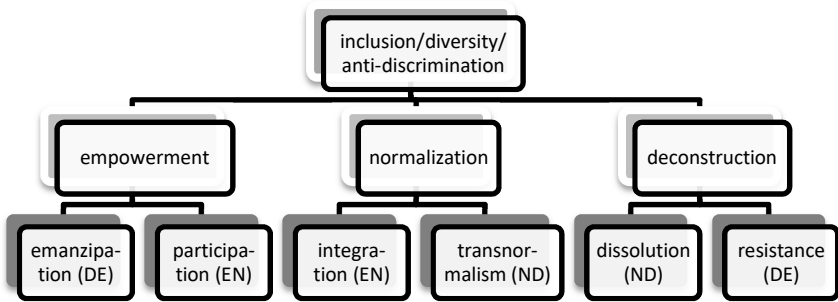 inclusion/diversity/
anti-discrimination
empowerment
normalization
deconstruction
emanzipa-
tion (DE)
participa-
tion (EN)
integra-
tion (EN)
transnor-
malism (ND)
dissolution
(ND)
resistance
(DE)